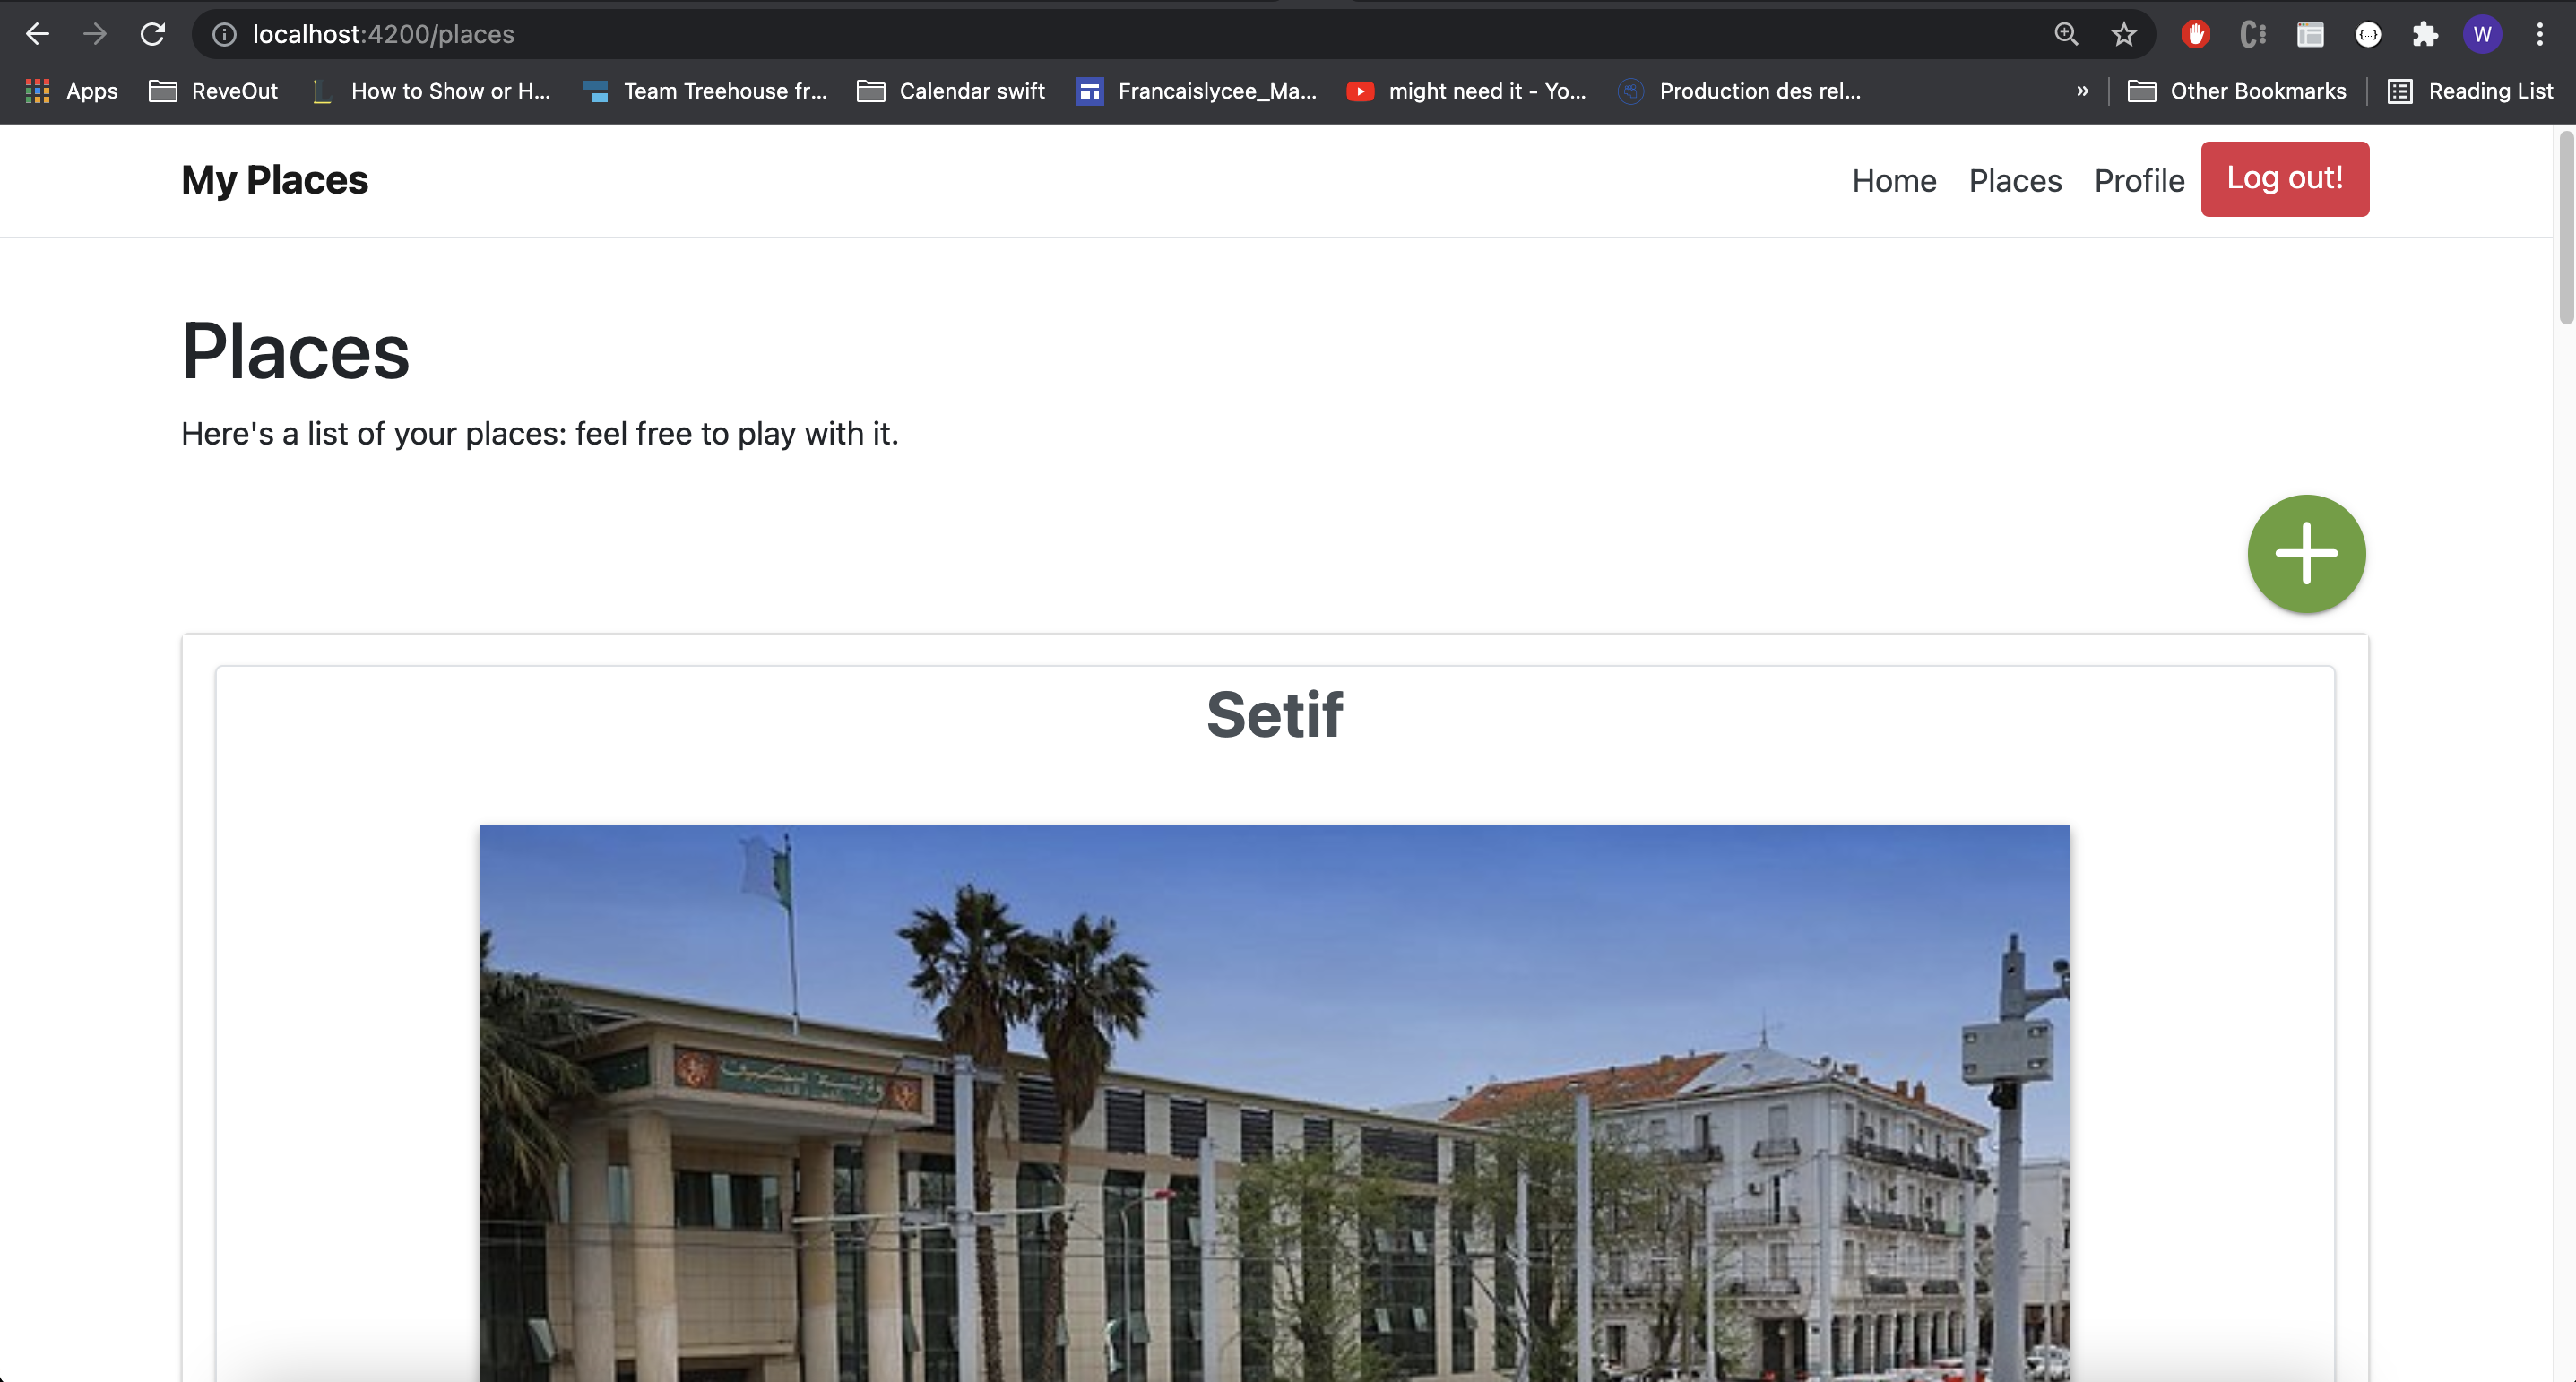 localhost:4200/places
W
Apps ReveOut How to Show or H... Team Treehouse fr... Calendar swift Francaislycee_Ma... might need it - Yo... Production des rel... » Other Bookmarks Reading List
My Places Home Places Profile Log out!
Places
Here's a list of your places: feel free to play with it.
Setif